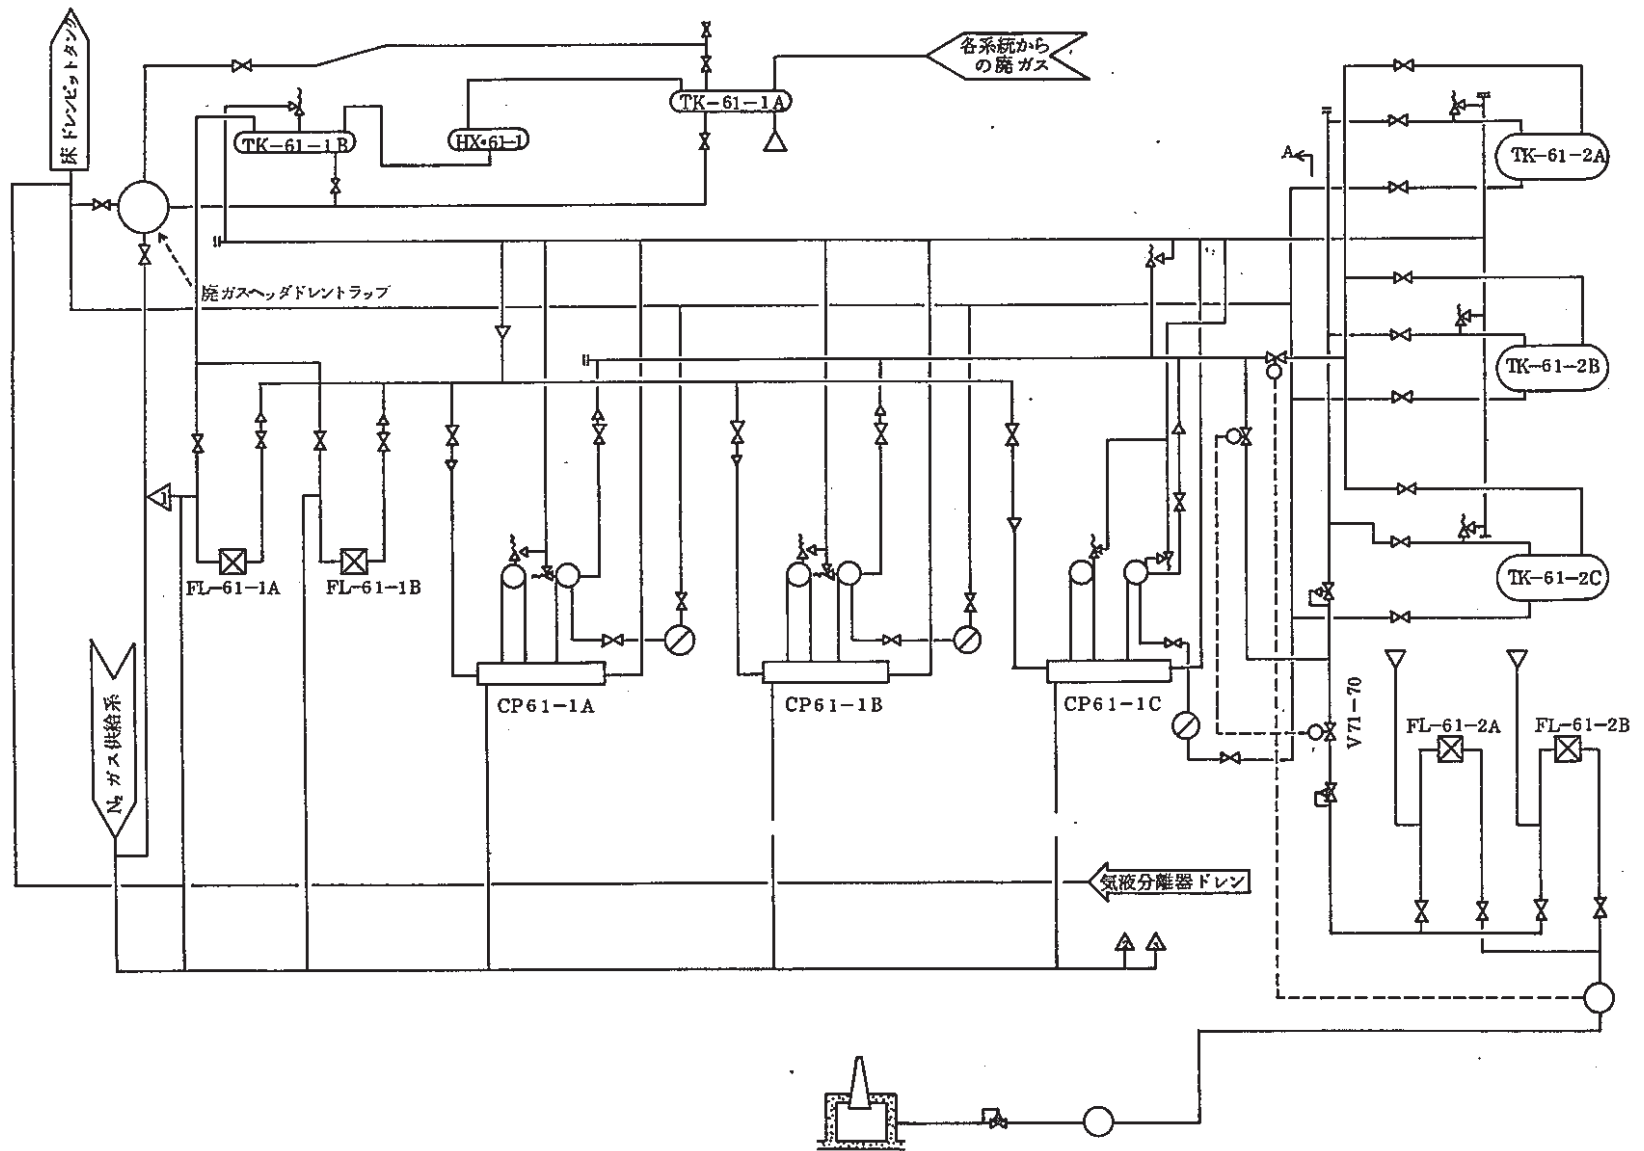 床ドレンピットタンク
各系統から
の廃ガス
TK-61-1A
TK-61-1B
HX・61-1
A
TK-61-2A
廃ガスヘッダドレントラップ
TK-61-2B
1
FL-61-1A
FL-61-1B
TK-61-2C
N₂ ガス供給系
CP61-1A
CP61-1B
CP61-1C
V71-70
FL-61-2A
FL-61-2B
気液分離器ドレン
2